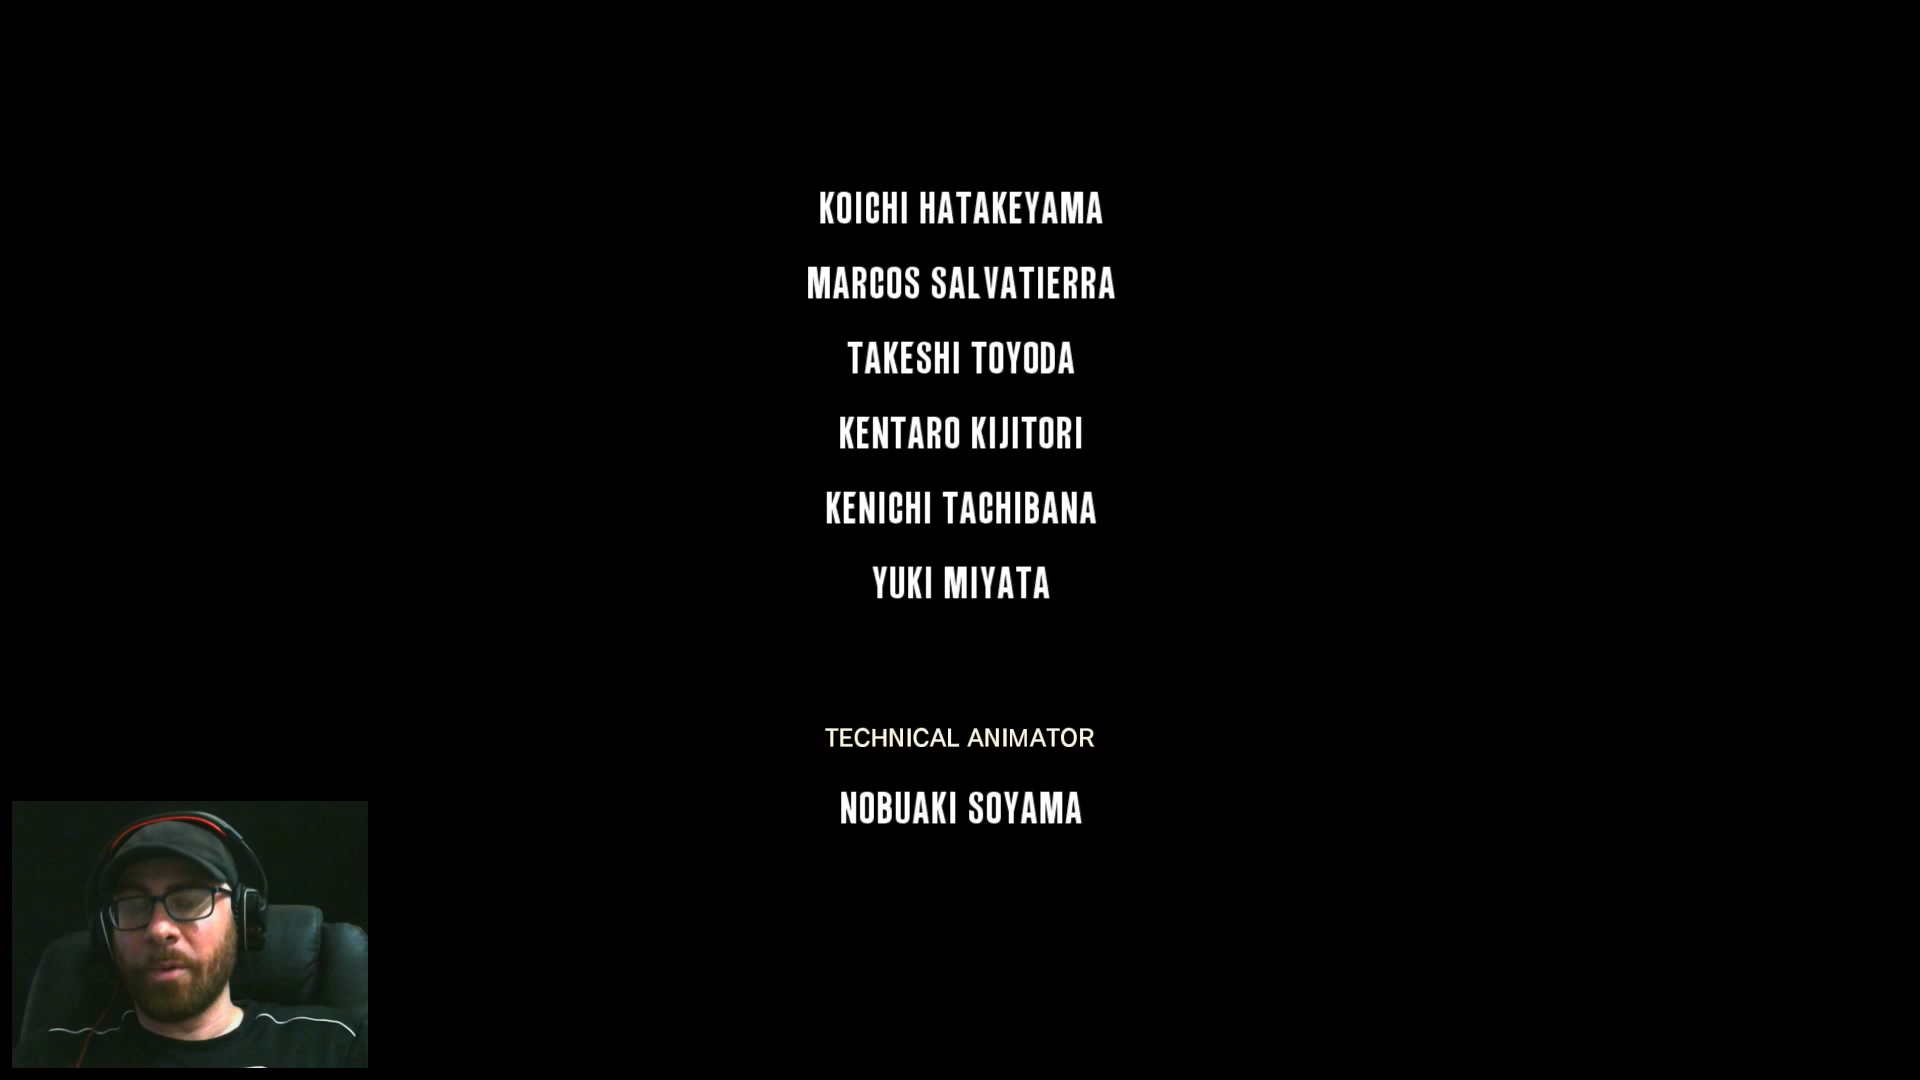 KOICHI HATAKEYAMA
MARCOS SALVATIERRA
TAKESHI TOYODA
KENTARO KIJITORI
KENICHI TACHIBANA
YUKI MIYATA
TECHNICAL ANIMATOR
NOBUAKI SOYAMA